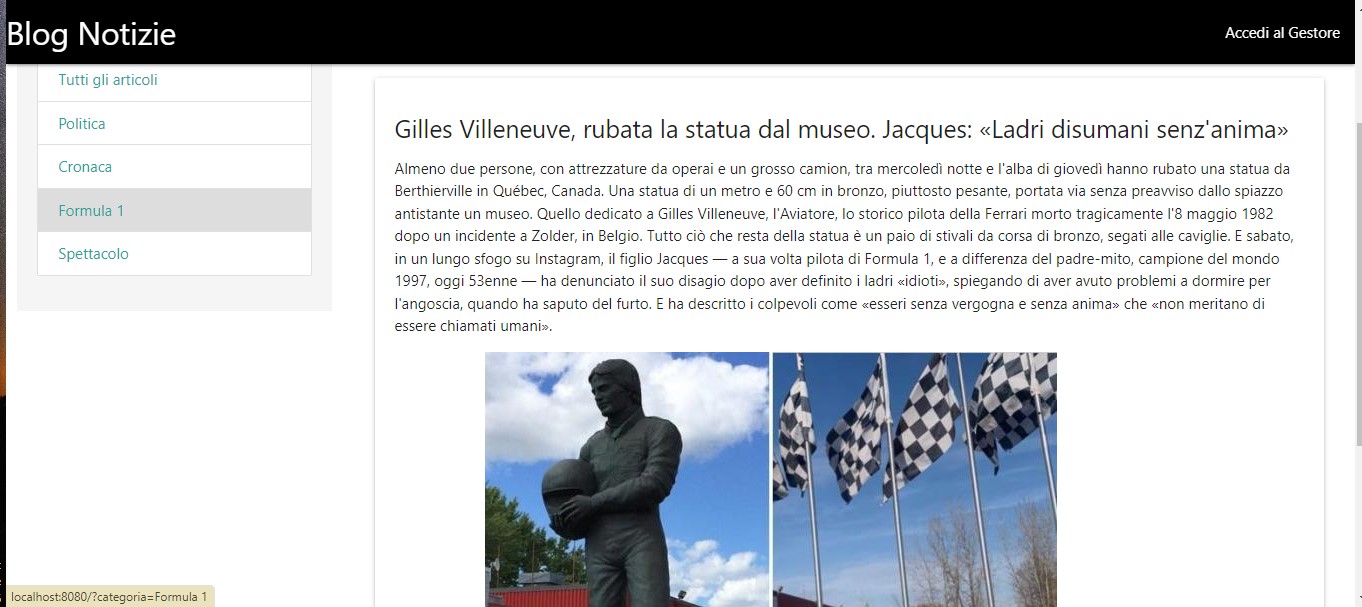 Blog Notizie
Accedi al Gestore
Tutti gli articoli
Politica
Cronaca
Formula 1
Spettacolo
Gilles Villeneuve, rubata la statua dal museo. Jacques: «Ladri disumani senz'anima»
Almeno due persone, con attrezzature da operai e un grosso camion, tra mercoledì notte e l'alba di giovedì hanno rubato una statua da
Berthierville in Québec, Canada. Una statua di un metro e 60 cm in bronzo, piuttosto pesante, portata via senza preavviso dallo spiazzo
antistante un museo. Quello dedicato a Gilles Villeneuve, l'Aviatore, lo storico pilota della Ferrari morto tragicamente l'8 maggio 1982
dopo un incidente a Zolder, in Belgio. Tutto ciò che resta della statua è un paio di stivali da corsa di bronzo, segati alle caviglie. E sabato,
in un lungo sfogo su Instagram, il figlio Jacques — a sua volta pilota di Formula 1, e a differenza del padre-mito, campione del mondo
1997, oggi 53enne — ha denunciato il suo disagio dopo aver definito i ladri «idioti», spiegando di aver avuto problemi a dormire per
l'angoscia, quando ha saputo del furto. E ha descritto i colpevoli come «esseri senza vergogna e senza anima» che «non meritano di
essere chiamati umani».
localhost:8080/?categoria=Formula 1